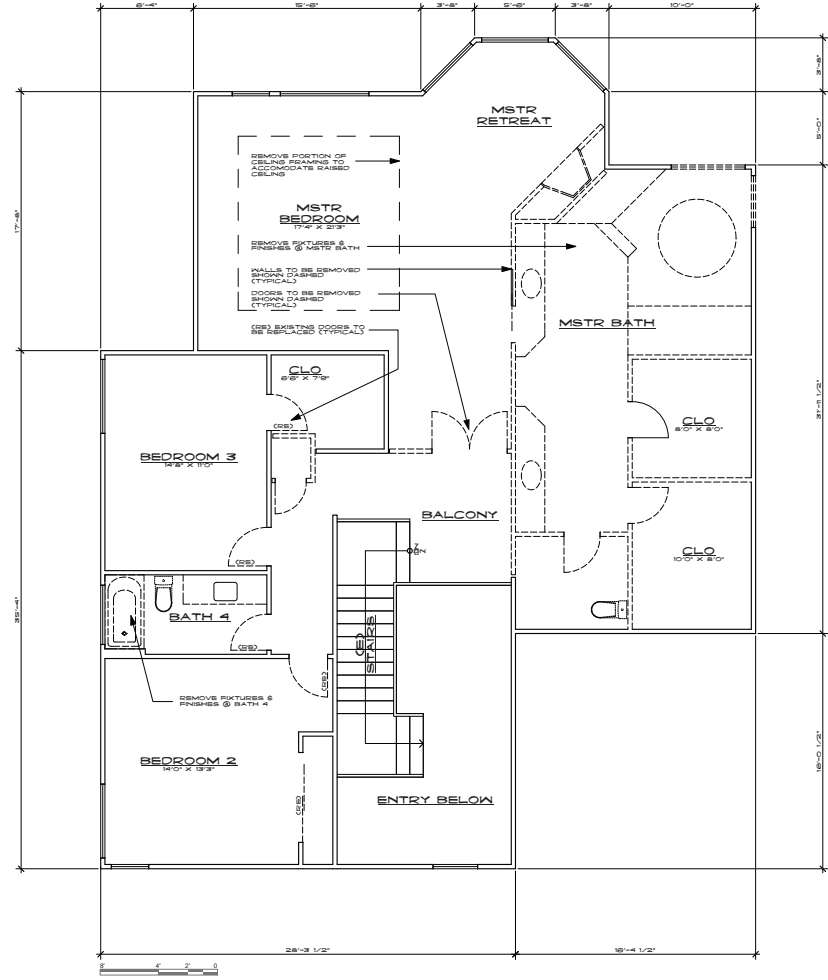 6'-4"
15'-6"
3'-8"
5'-6"
3'-8"
10'-0"
3'-8"
5'-0"
17'-8"
31'-11 1/2"
35'-4"
16'-0 1/2"
MSTR
RETREAT
REMOVE PORTION OF
CEILING FRAMING TO
ACCOMODATE RAISED
CEILING
MSTR
BEDROOM
17'4" X 21'3"
REMOVE FIXTURES &
FINISHES @ MSTR BATH
WALLS TO BE REMOVED
SHOWN DASHED
(TYPICAL)
DOORS TO BE REMOVED
SHOWN DASHED
(TYPICAL)
(RE) EXISTING DOORS TO
BE REPLACED (TYPICAL)
MSTR BATH
CLO
(RE)
CLO
8'0" X 8'0"
BEDROOM 3
14'8" X 11'0"
BALCONY
CLO
10'0" X 8'0"
(RE)
BATH 4
(RE)
(E)
STAIRS
(RE)
REMOVE FIXTURES &
FINISHES @ BATH 4
BEDROOM 2
14'0" X 13'3"
(RE)
ENTRY BELOW
28'-3 1/2"
16'-4 1/2"
8'
4'
2'
0